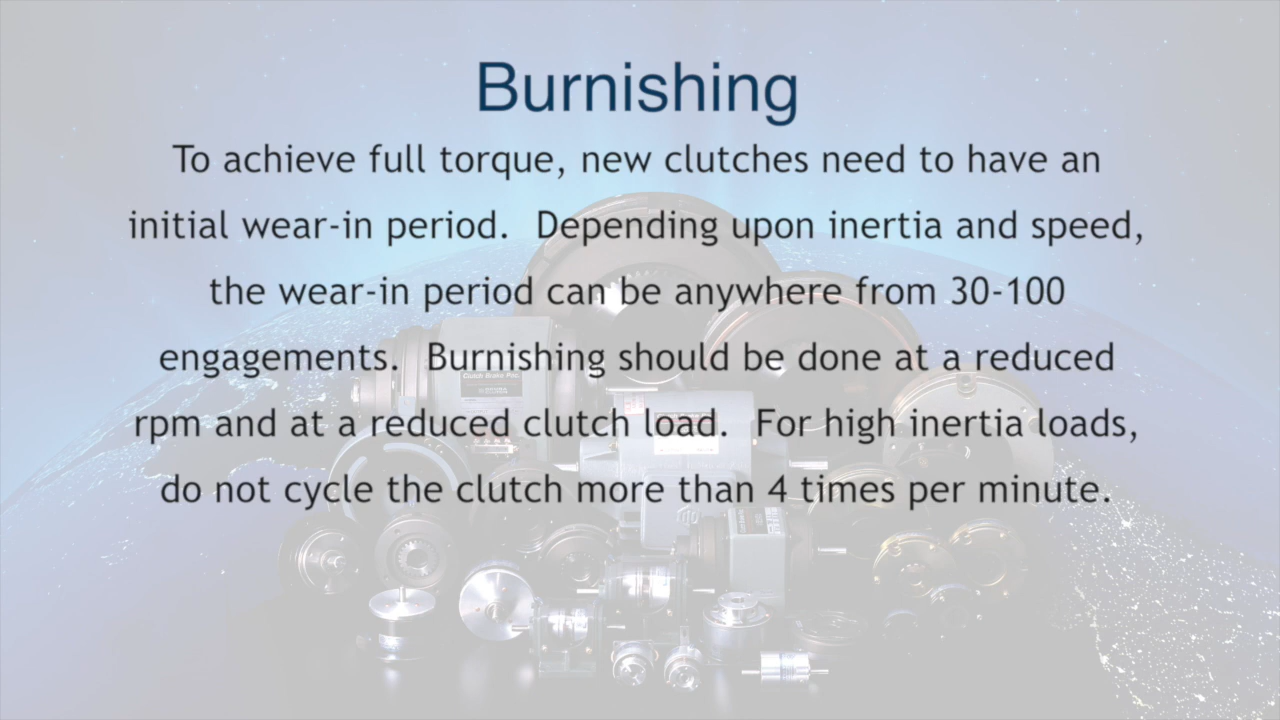 Burnishing
To achieve full torque, new clutches need to have an
initial wear-in period.  Depending upon inertia and speed,
the wear-in period can be anywhere from 30-100
engagements.  Burnishing should be done at a reduced
rpm and at a reduced clutch load.  For high inertia loads,
do not cycle the clutch more than 4 times per minute.
Clutch Brake Pac